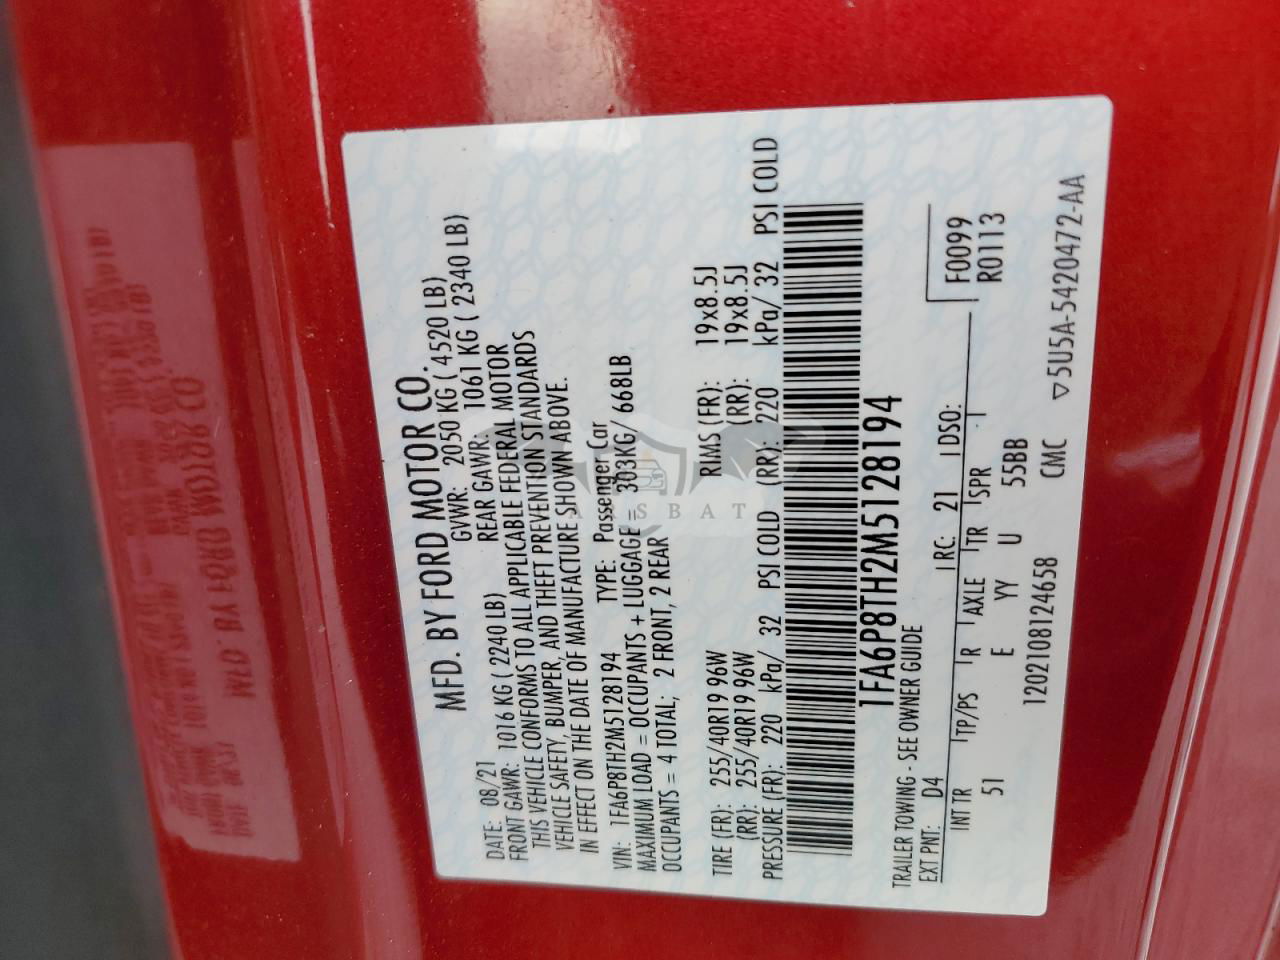 MFD. BY FORD MOTOR CO.
DATE: 08/21 GVWR: 2050 KG ( 4520 LB)
FRONT GAWR: 1016 KG ( 2240 LB) REAR GAWR: 1061 KG ( 2340 LB)
THIS VEHICLE CONFORMS TO ALL APPLICABLE FEDERAL MOTOR
VEHICLE SAFETY, BUMPER, AND THEFT PREVENTION STANDARDS
IN EFFECT ON THE DATE OF MANUFACTURE SHOWN ABOVE.
VIN: 1FA6P8TH2M5128194 TYPE: Passenger Car
MAXIMUM LOAD = OCCUPANTS + LUGGAGE = 303KG/ 668LB
OCCUPANTS = 4 TOTAL; 2 FRONT, 2 REAR
TIRE (FR): 255/40R19 96W RIMS (FR): 19x8.5J
(RR): 255/40R19 96W (RR): 19x8.5J
PRESSURE (FR): 220 kPa/ 32 PSI COLD (RR): 220 kPa/ 32 PSI COLD
1FA6P8TH2M5128194
TRAILER TOWING - SEE OWNER GUIDE
EXT PNT: D4 RC: 21 DSO: F0099
INT TR TP/PS R AXLE TR SPR R0113
51 E YY U 55BB
1202108124658 CMC ▽5U5A-5420472-AA